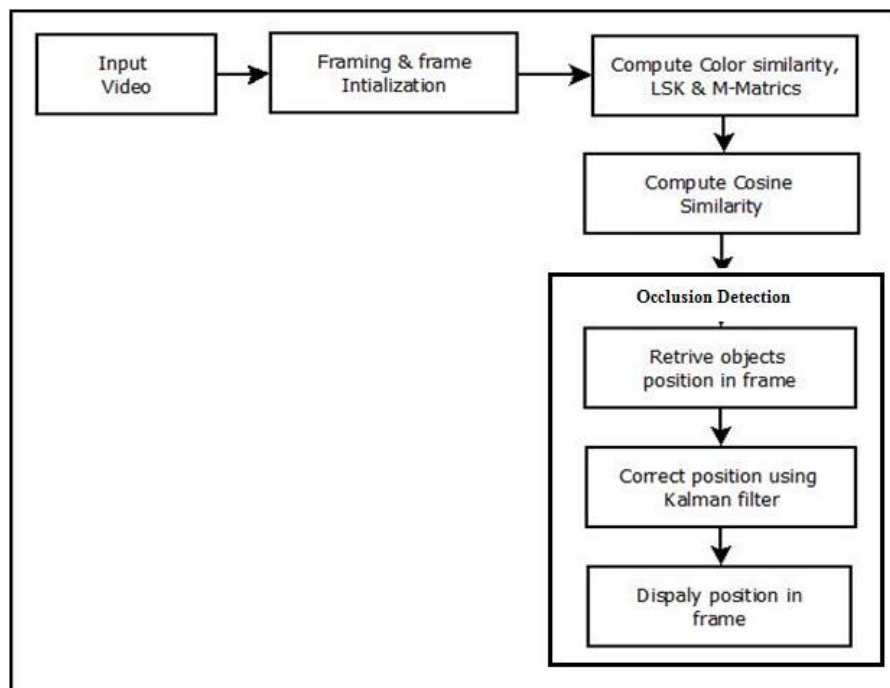 Input
Video
Framing & frame
Intialization
Compute Color similarity,
LSK & M-Matrics
Compute Cosine
Similarity
Occlusion Detection
Retrive objects
position in frame
Correct position using
Kalman filter
Dispaly position in
frame